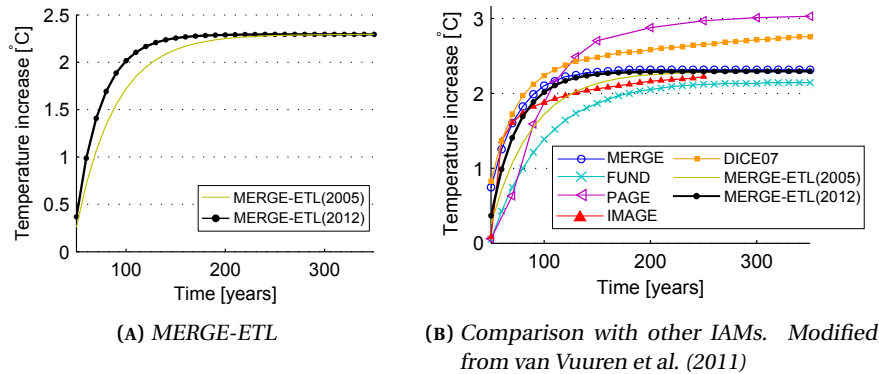 2.5
2
1.5
1
0.5
0
100
200
300
Temperature increase [°C]
Time [years]
MERGE-ETL(2005)
MERGE-ETL(2012)
(A) MERGE-ETL
3
2
1
0
100
200
300
Temperature increase [°C]
Time [years]
MERGE
FUND
PAGE
IMAGE
DICE07
MERGE-ETL(2005)
MERGE-ETL(2012)
(B) Comparison with other IAMs. Modified
from van Vuuren et al. (2011)